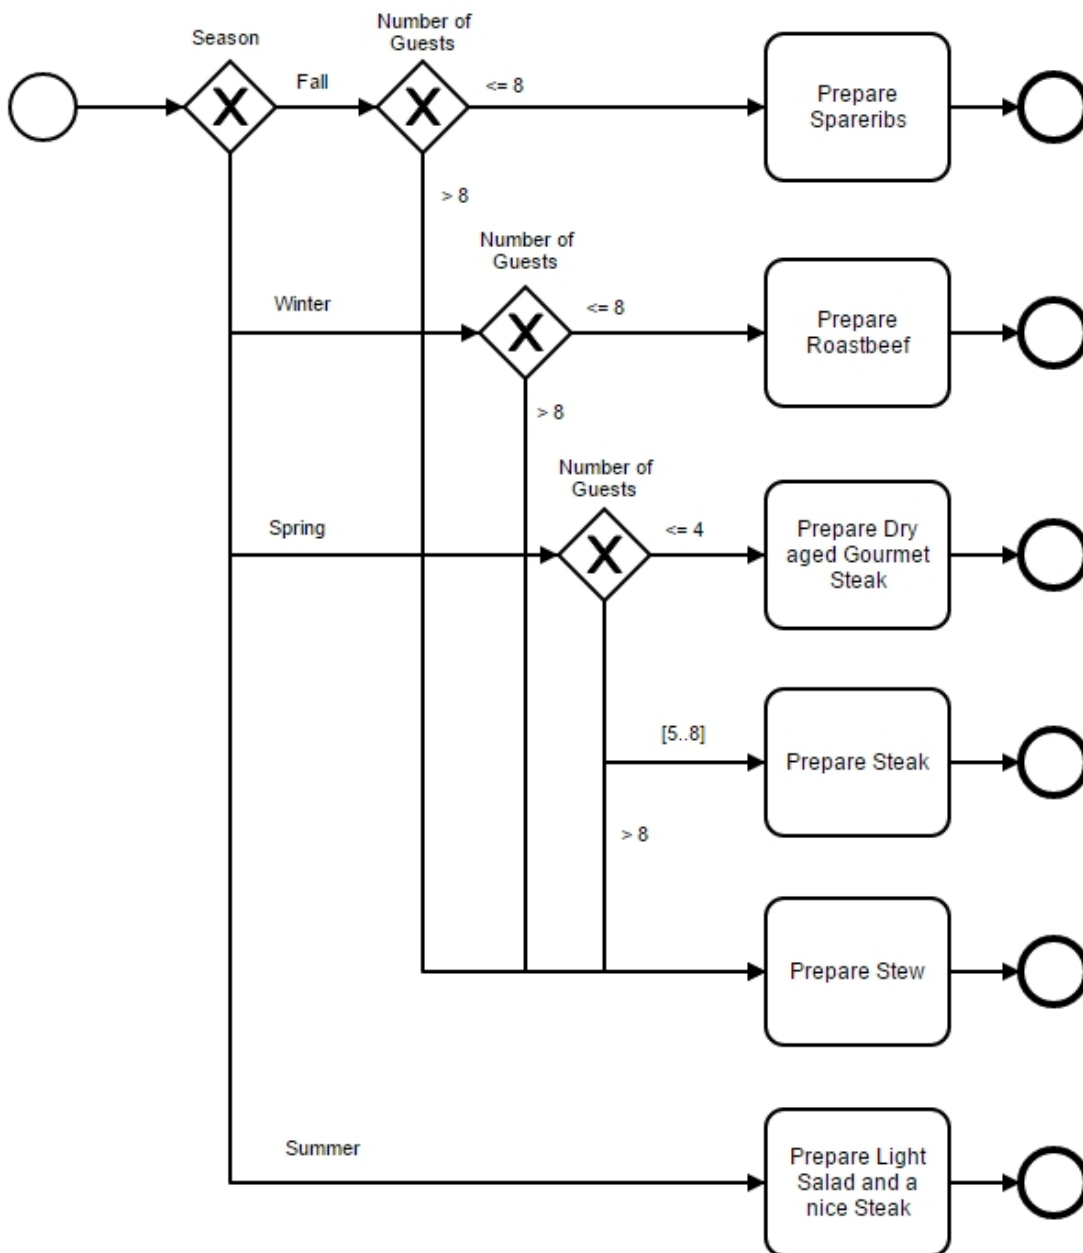 Season
Number of
Guests
Fall
<= 8
Prepare
Spareribs
> 8
Number of
Guests
Winter
<= 8
Prepare
Roastbeef
> 8
Number of
Guests
Spring
<= 4
Prepare Dry
aged Gourmet
Steak
[5..8]
Prepare Steak
> 8
Prepare Stew
Summer
Prepare Light
Salad and a
nice Steak